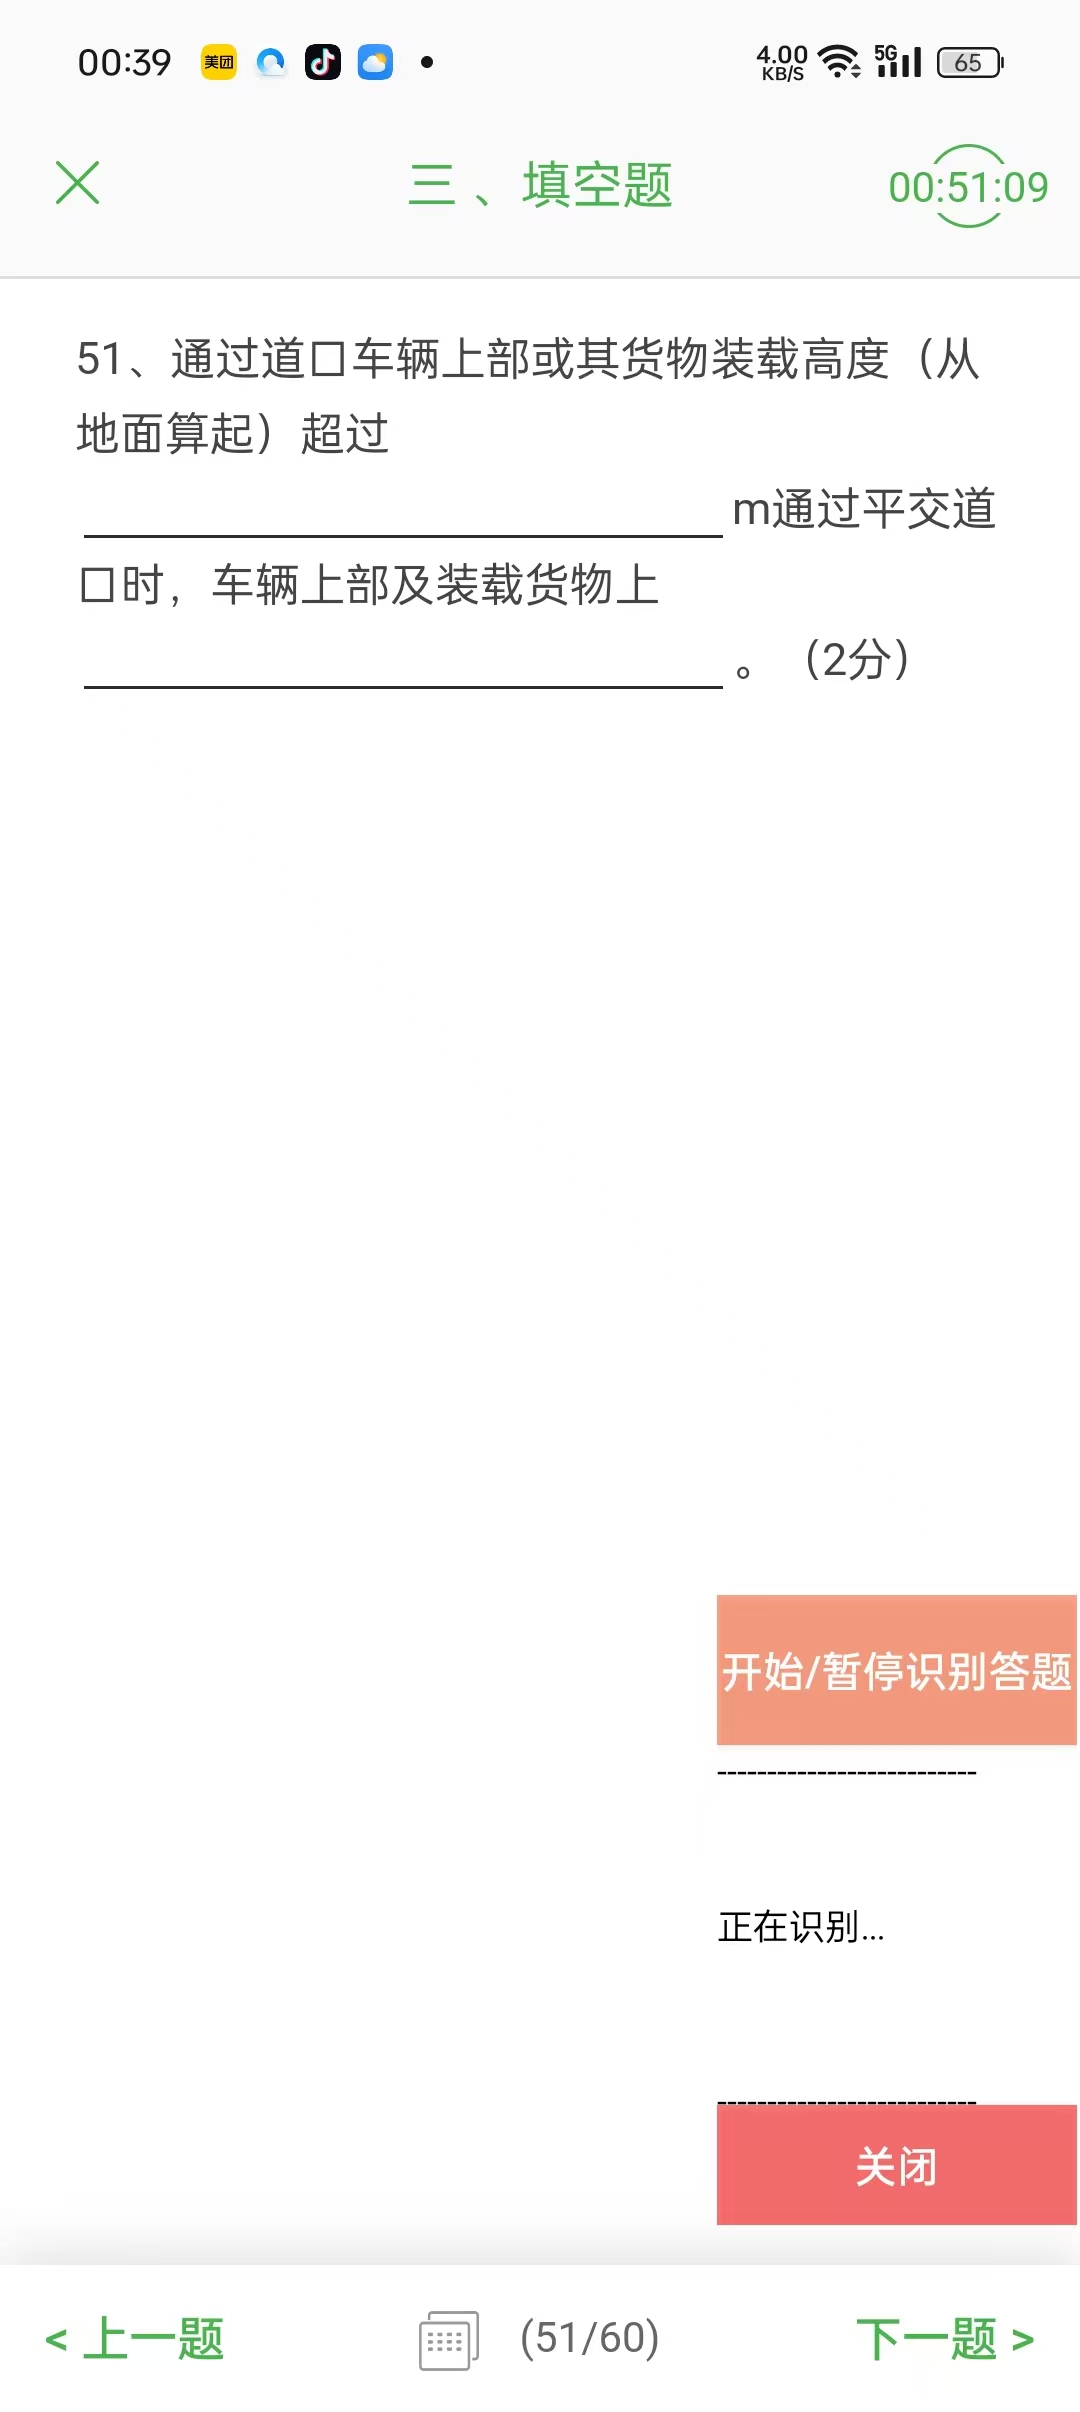 00:39 美团 4.00 KB/S 5G 65
三、填空题 00:51:09
51、通过道口车辆上部或其货物装载高度（从
地面算起）超过
m通过平交道
口时，车辆上部及装载货物上
。（2分）
开始/暂停识别答题
--------------------------
正在识别...
--------------------------
关闭
< 上一题 (51/60) 下一题 >